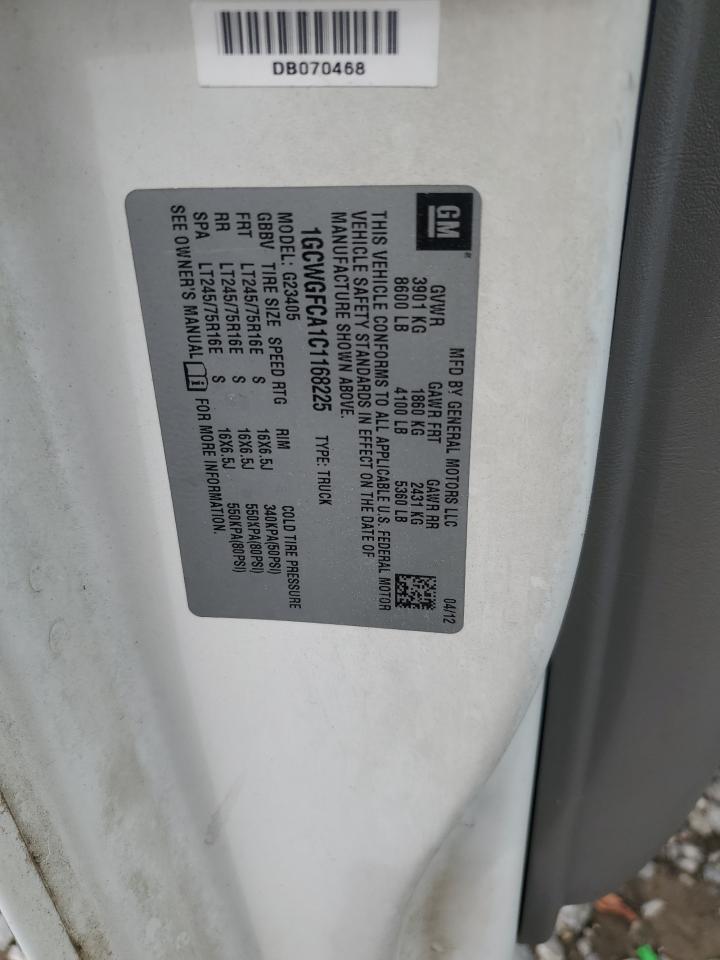 DB070468
GM
MFD BY GENERAL MOTORS LLC 04/12
GVWR GAWR FRT GAWR RR
3901 KG 1860 KG 2431 KG
8600 LB 4100 LB 5360 LB
THIS VEHICLE CONFORMS TO ALL APPLICABLE U.S. FEDERAL MOTOR
VEHICLE SAFETY STANDARDS IN EFFECT ON THE DATE OF
MANUFACTURE SHOWN ABOVE.
1GCWGFCA1C1168225 TYPE: TRUCK
MODEL: G23405
GBBV TIRE SIZE SPEED RTG RIM COLD TIRE PRESSURE
FRT LT245/75R16E S 16X6.5J 340KPA(50PSI)
RR LT245/75R16E S 16X6.5J 550KPA(80PSI)
SPA LT245/75R16E S 16X6.5J 550KPA(80PSI)
SEE OWNER'S MANUAL FOR MORE INFORMATION.